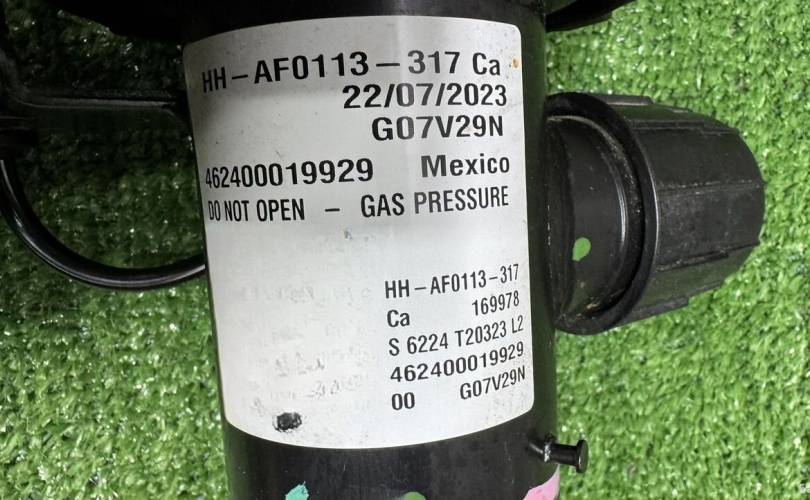 HH-AF0113-317 Ca
22/07/2023
G07V29N
462400019929 Mexico
DO NOT OPEN - GAS PRESSURE
HH-AF0113-317
Ca 169978
S 6224 T20323 L2
462400019929
00 G07V29N